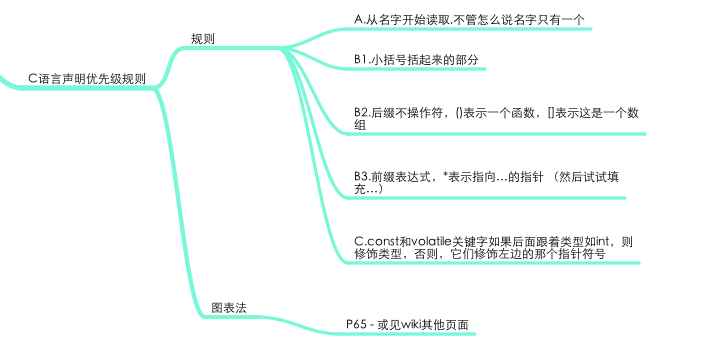 C语言声明优先级规则
规则
A.从名字开始读取.不管怎么说名字只有一个
B1.小括号括起来的部分
B2.后缀不操作符，()表示一个函数，[]表示这是一个数
组
B3.前缀表达式，*表示指向...的指针 （然后试试填
充...）
C.const和volatile关键字如果后面跟着类型如int，则
修饰类型，否则，它们修饰左边的那个指针符号
图表法
P65 - 或见wiki其他页面